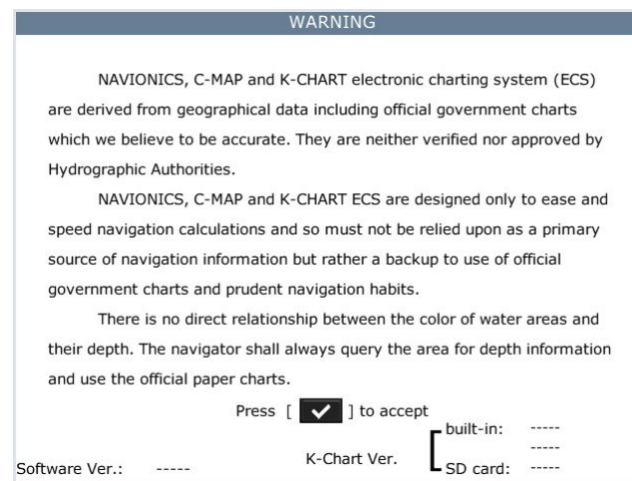 WARNING
NAVIONICS, C-MAP and K-CHART electronic charting system (ECS)
are derived from geographical data including official government charts
which we believe to be accurate. They are neither verified nor approved by
Hydrographic Authorities.
NAVIONICS, C-MAP and K-CHART ECS are designed only to ease and
speed navigation calculations and so must not be relied upon as a primary
source of navigation information but rather a backup to use of official
government charts and prudent navigation habits.
There is no direct relationship between the color of water areas and
their depth. The navigator shall always query the area for depth information
and use the official paper charts.
Press [ ✓ ] to accept
built-in: -----
-----
K-Chart Ver.
SD card: -----
Software Ver.: -----